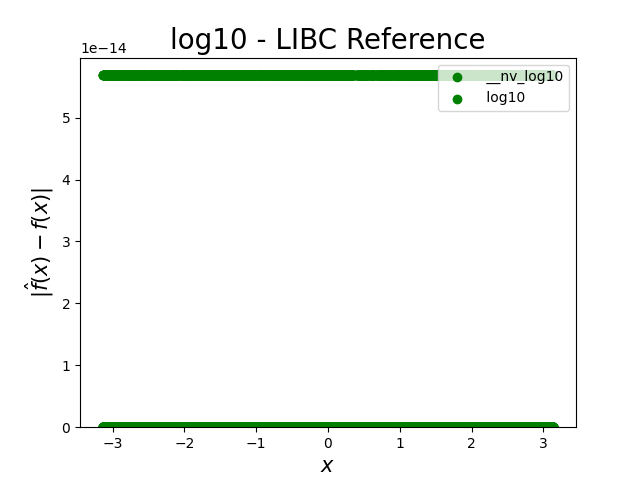 log10 - LIBC Reference
1e−14
5
4
3
2
1
0
|f̂(x) − f(x)|
__nv_log10
log10
−3 −2 −1 0 1 2 3
x